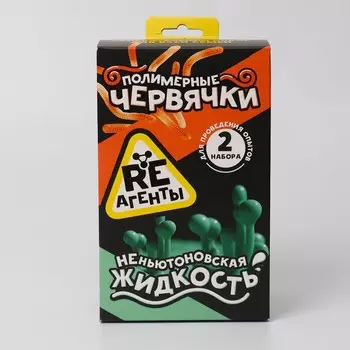 ПОЛИМЕРНЫЕ
ЧЕРВЯЧКИ
ДЛЯ ПРОВЕДЕНИЯ ОПЫТОВ
2
НАБОРА
RE
АГЕНТЫ
НЕНЬЮТОНОВСКАЯ
ЖИДКОСТЬ!